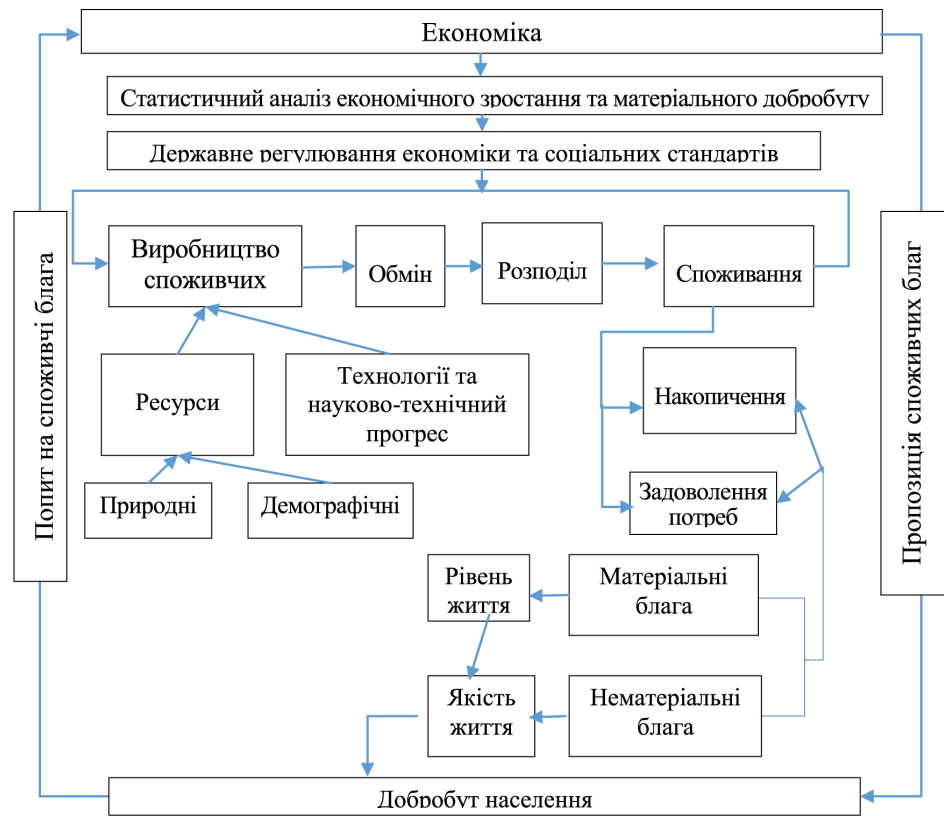 Економіка
Статистичний аналіз економічного зростання та матеріального добробуту
Державне регулювання економіки та соціальних стандартів
Попит на споживчі блага
Пропозиція споживчих благ
Виробництво
споживчих
Обмін
Розподіл
Споживання
Ресурси
Технології та
науково-технічний
прогрес
Накопичення
Природні
Демографічні
Задоволення
потреб
Рівень
життя
Матеріальні
блага
Якість
життя
Нематеріальні
блага
Добробут населення